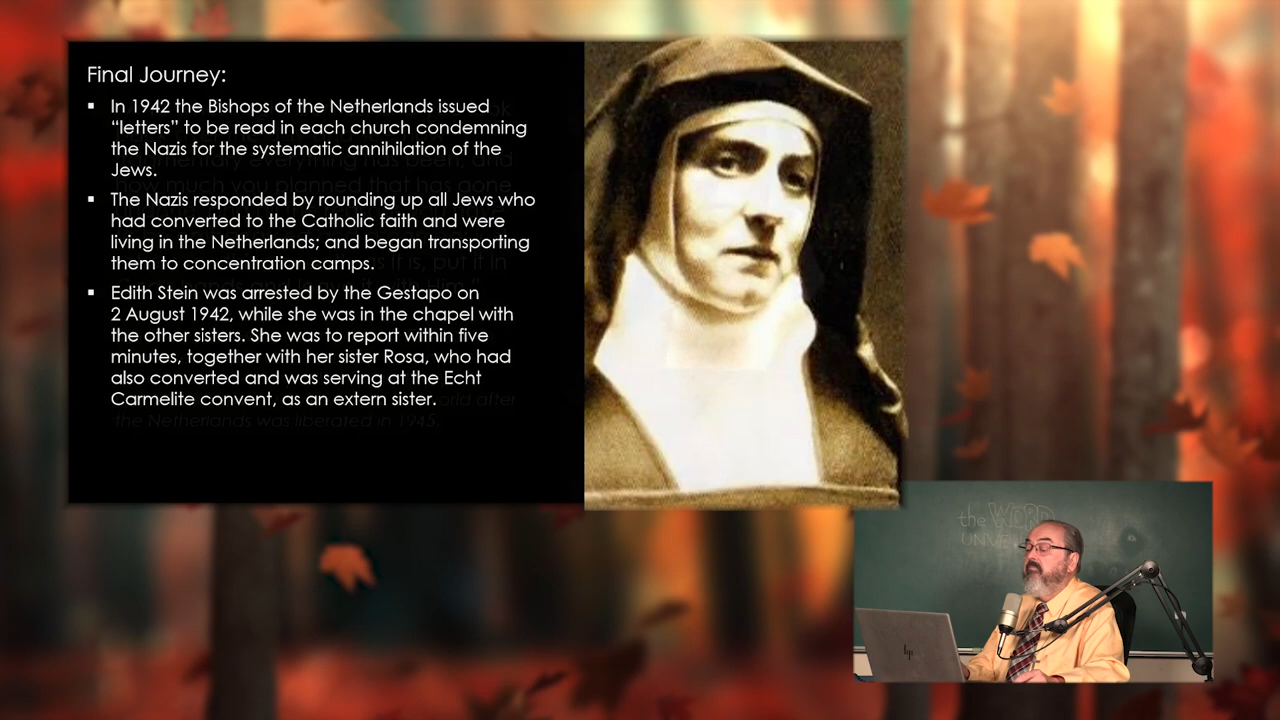 Final Journey:
▪ In 1942 the Bishops of the Netherlands issued
“letters” to be read in each church condemning
the Nazis for the systematic annihilation of the
Jews.
▪ The Nazis responded by rounding up all Jews who
had converted to the Catholic faith and were
living in the Netherlands; and began transporting
them to concentration camps.
▪ Edith Stein was arrested by the Gestapo on
2 August 1942, while she was in the chapel with
the other sisters. She was to report within five
minutes, together with her sister Rosa, who had
also converted and was serving at the Echt
Carmelite convent, as an extern sister.
the Netherlands was liberated in 1945.
the WORD
hp